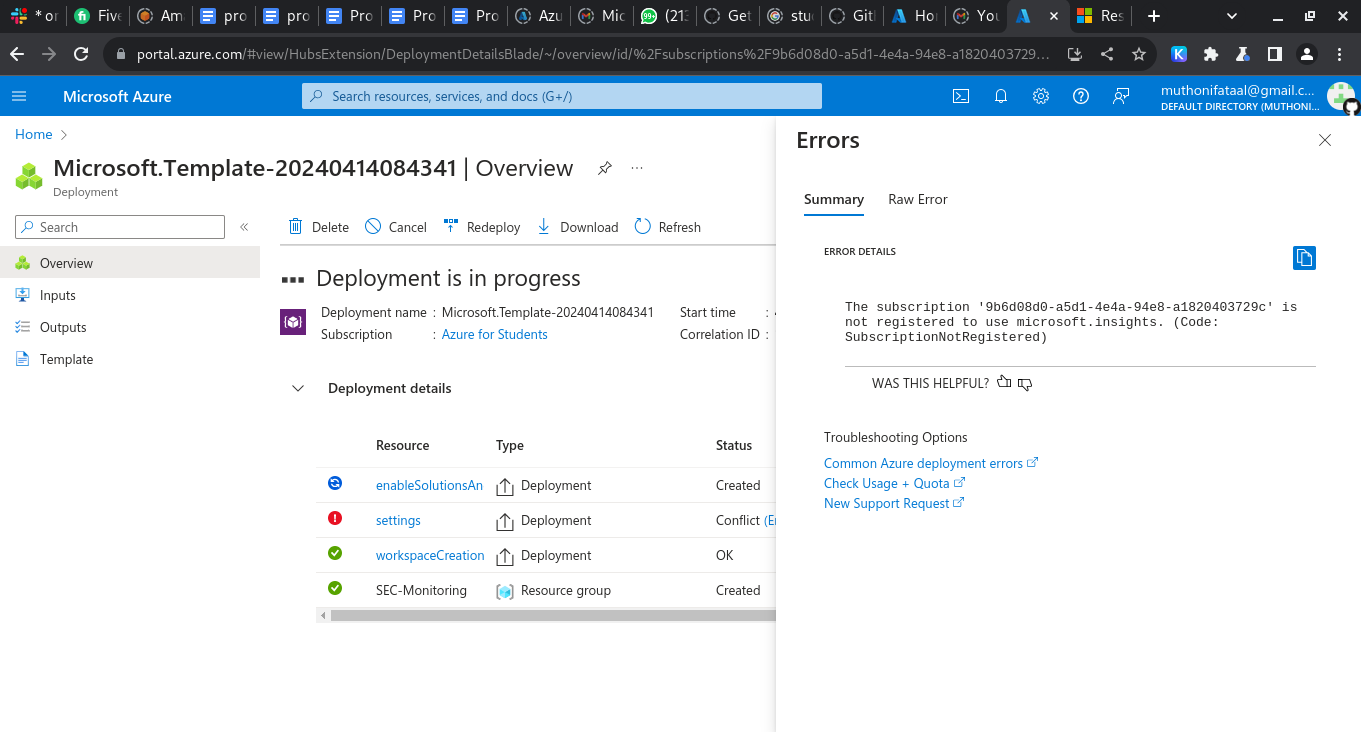 * or
Five
Am
pro
pro
Pro
Pro
Pro
Azu
Mic
99+
(213
Get
stud
Gitl
Hon
You
Res
portal.azure.com/#view/HubsExtension/DeploymentDetailsBlade/~/overview/id/%2Fsubscriptions%2F9b6d08d0-a5d1-4e4a-94e8-a1820403729...
Microsoft Azure
Search resources, services, and docs (G+/)
muthonifataal@gmail.c...
DEFAULT DIRECTORY (MUTHONI...
Home
Microsoft.Template-20240414084341 | Overview
Deployment
Search
Overview
Inputs
Outputs
Template
Delete
Cancel
Redeploy
Download
Refresh
Deployment is in progress
Deployment name : Microsoft.Template-20240414084341
Start time :
Subscription : Azure for Students
Correlation ID :
Deployment details
Resource Type Status
enableSolutionsAn Deployment Created
settings Deployment Conflict
workspaceCreation Deployment OK
SEC-Monitoring Resource group Created
Errors
Summary
Raw Error
ERROR DETAILS
The subscription '9b6d08d0-a5d1-4e4a-94e8-a1820403729c' is
not registered to use microsoft.insights. (Code:
SubscriptionNotRegistered)
WAS THIS HELPFUL?
Troubleshooting Options
Common Azure deployment errors
Check Usage + Quota
New Support Request